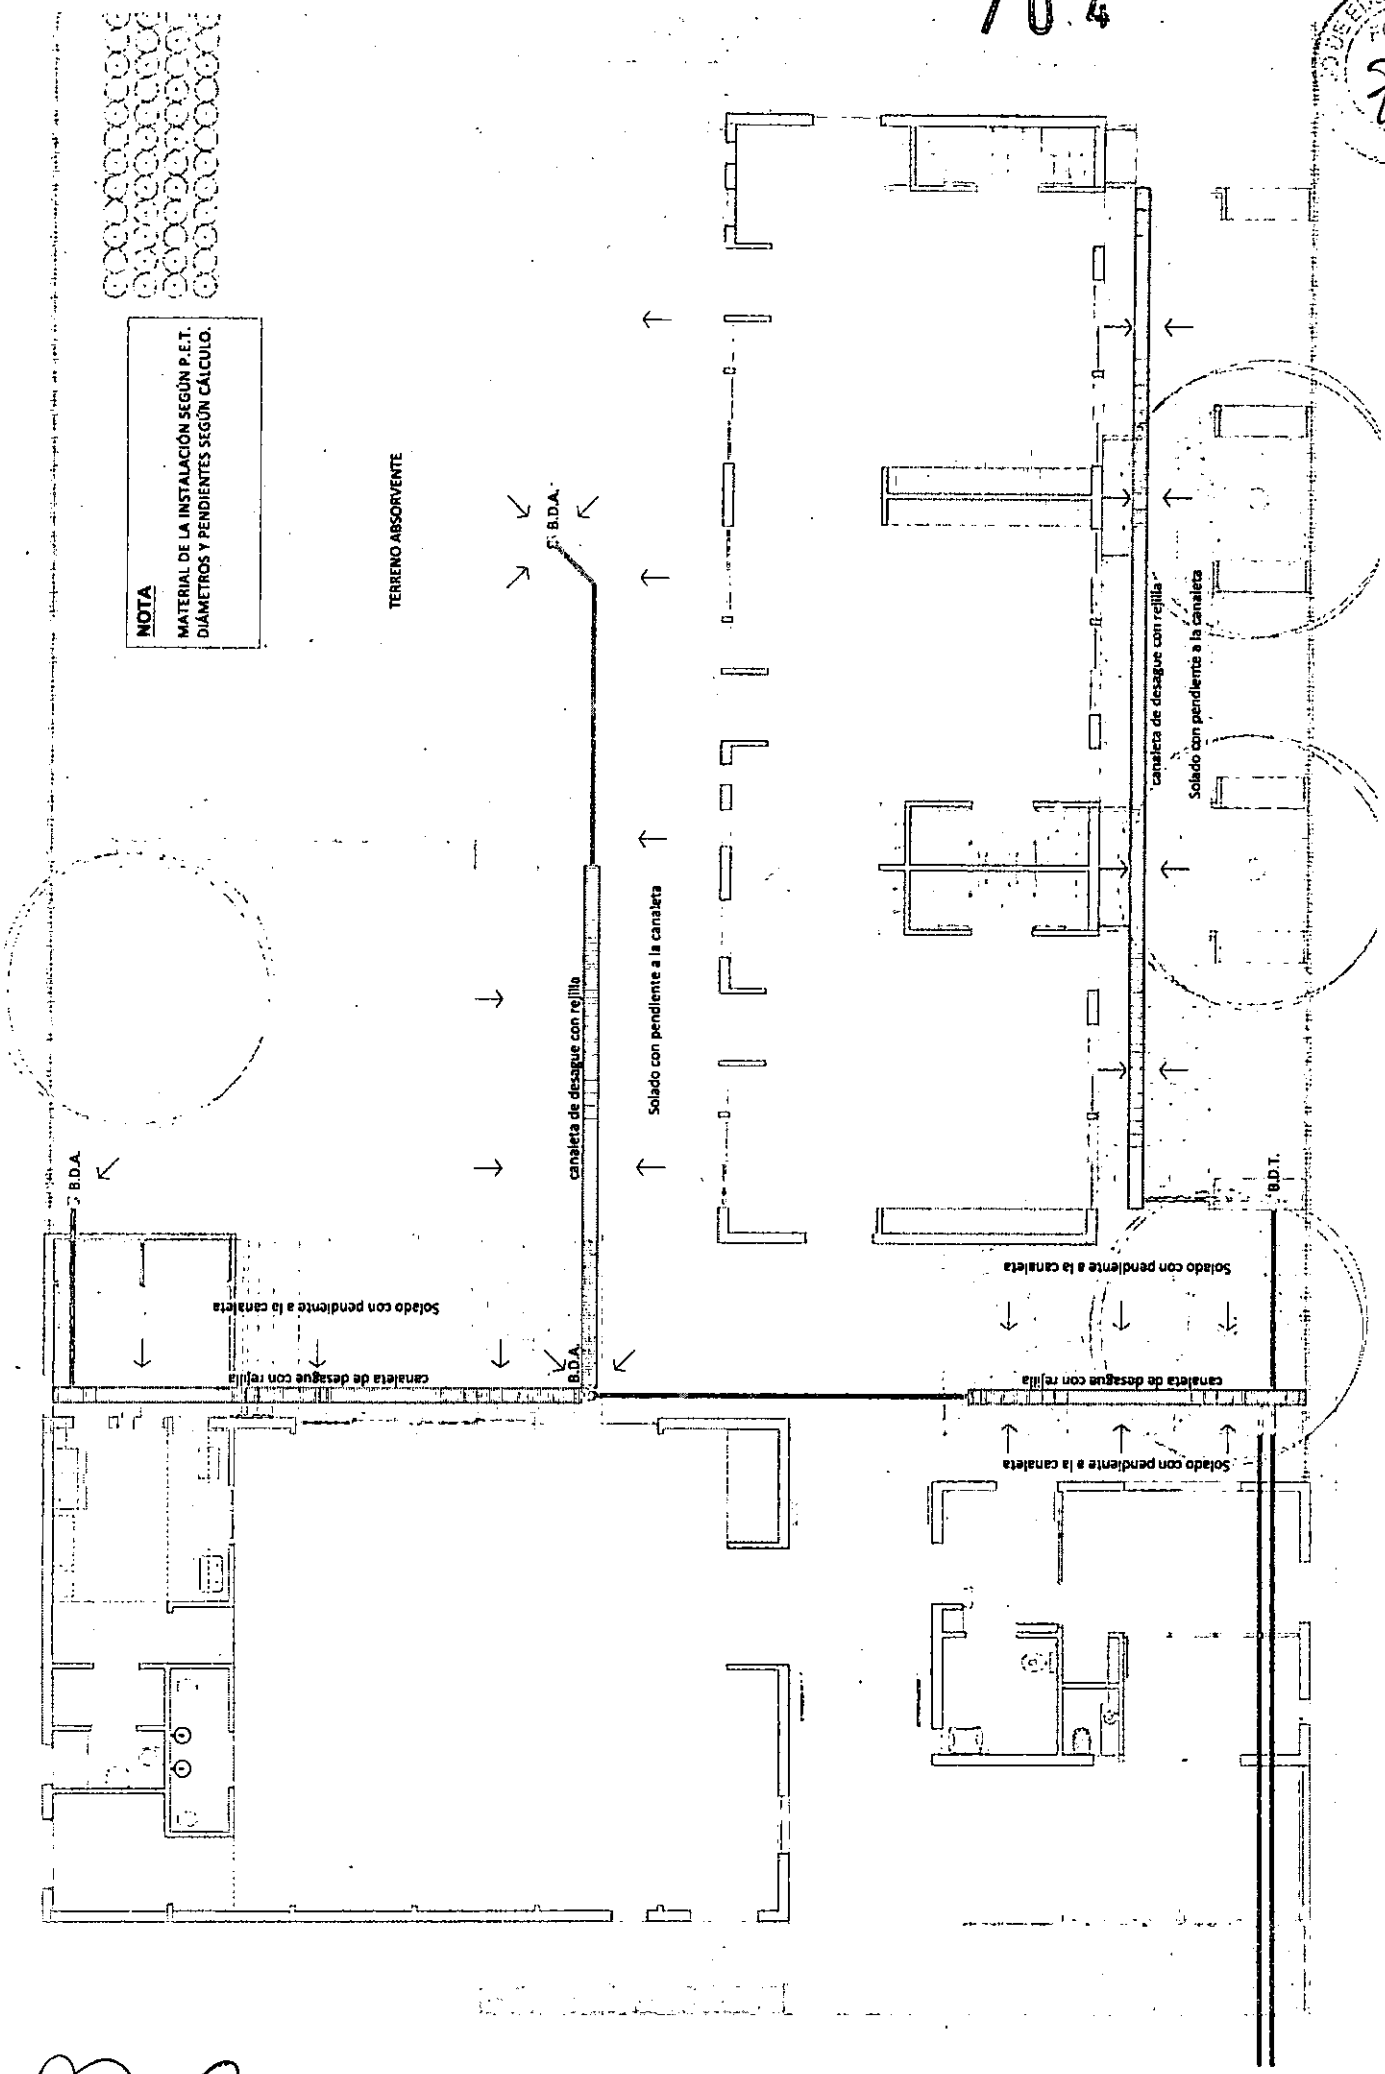 704
NOTA
MATERIAL DE LA INSTALACIÓN SEGÚN P.E.T.
DIÁMETROS Y PENDIENTES SEGÚN CÁLCULO.
TERRENO ABSORVENTE
B.D.A.
B.D.A.
canaleta de desague con rejilla
Solado con pendiente a la canaleta
canaleta de desague con rejilla
Solado con pendiente a la canaleta
Solado con pendiente a la canaleta
canaleta de desague con rejilla
B.D.A.
B.D.T.
Solado con pendiente a la canaleta
canaleta de desague con rejilla
Solado con pendiente a la canaleta